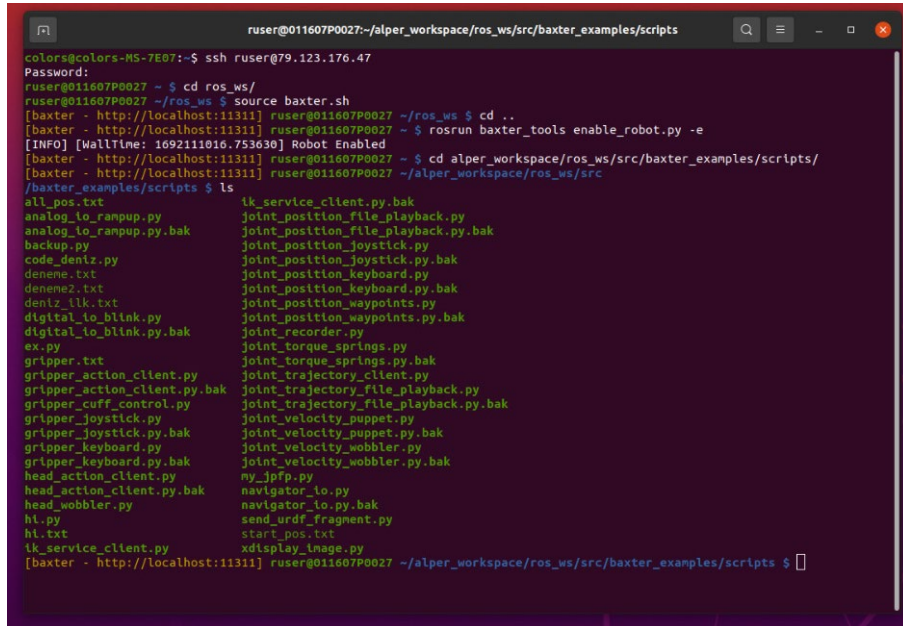 ruser@011607P0027:~/alper_workspace/ros_ws/src/baxter_examples/scripts
colors@colors-MS-7E07:~$ ssh ruser@79.123.176.47
Password:
ruser@011607P0027 ~ $ cd ros_ws/
ruser@011607P0027 ~/ros_ws $ source baxter.sh
[baxter - http://localhost:11311] ruser@011607P0027 ~/ros_ws $ cd ..
[baxter - http://localhost:11311] ruser@011607P0027 ~ $ rosrun baxter_tools enable_robot.py -e
[INFO] [WallTime: 1692111016.753630] Robot Enabled
[baxter - http://localhost:11311] ruser@011607P0027 ~ $ cd alper_workspace/ros_ws/src/baxter_examples/scripts/
[baxter - http://localhost:11311] ruser@011607P0027 ~/alper_workspace/ros_ws/src
/baxter_examples/scripts $ ls
all_pos.txt ik_service_client.py.bak
analog_io_rampup.py joint_position_file_playback.py
analog_io_rampup.py.bak joint_position_file_playback.py.bak
backup.py joint_position_joystick.py
code_deniz.py joint_position_joystick.py.bak
deneme.txt joint_position_keyboard.py
deneme2.txt joint_position_keyboard.py.bak
deniz_ilk.txt joint_position_waypoints.py
digital_io_blink.py joint_position_waypoints.py.bak
digital_io_blink.py.bak joint_recorder.py
ex.py joint_torque_springs.py
gripper.txt joint_torque_springs.py.bak
gripper_action_client.py joint_trajectory_client.py
gripper_action_client.py.bak joint_trajectory_file_playback.py
gripper_cuff_control.py joint_trajectory_file_playback.py.bak
gripper_joystick.py joint_velocity_puppet.py
gripper_joystick.py.bak joint_velocity_puppet.py.bak
gripper_keyboard.py joint_velocity_wobbler.py
gripper_keyboard.py.bak joint_velocity_wobbler.py.bak
head_action_client.py my_jpfp.py
head_action_client.py.bak navigator_io.py
head_wobbler.py navigator_io.py.bak
hi.py send_urdf_fragment.py
hi.txt start_pos.txt
ik_service_client.py xdisplay_image.py
[baxter - http://localhost:11311] ruser@011607P0027 ~/alper_workspace/ros_ws/src/baxter_examples/scripts $